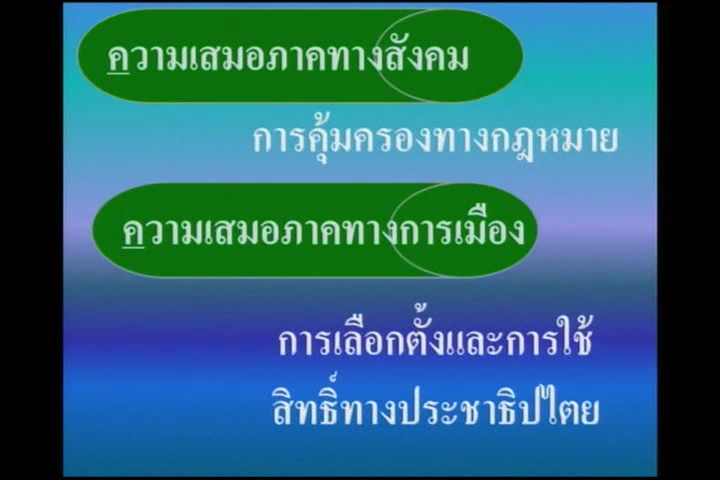 ความเสมอภาคทางสังคม
การคุ้มครองทางกฎหมาย
ความเสมอภาคทางการเมือง
การเลือกตั้งและการใช้
สิทธิ์ทางประชาธิปไตย